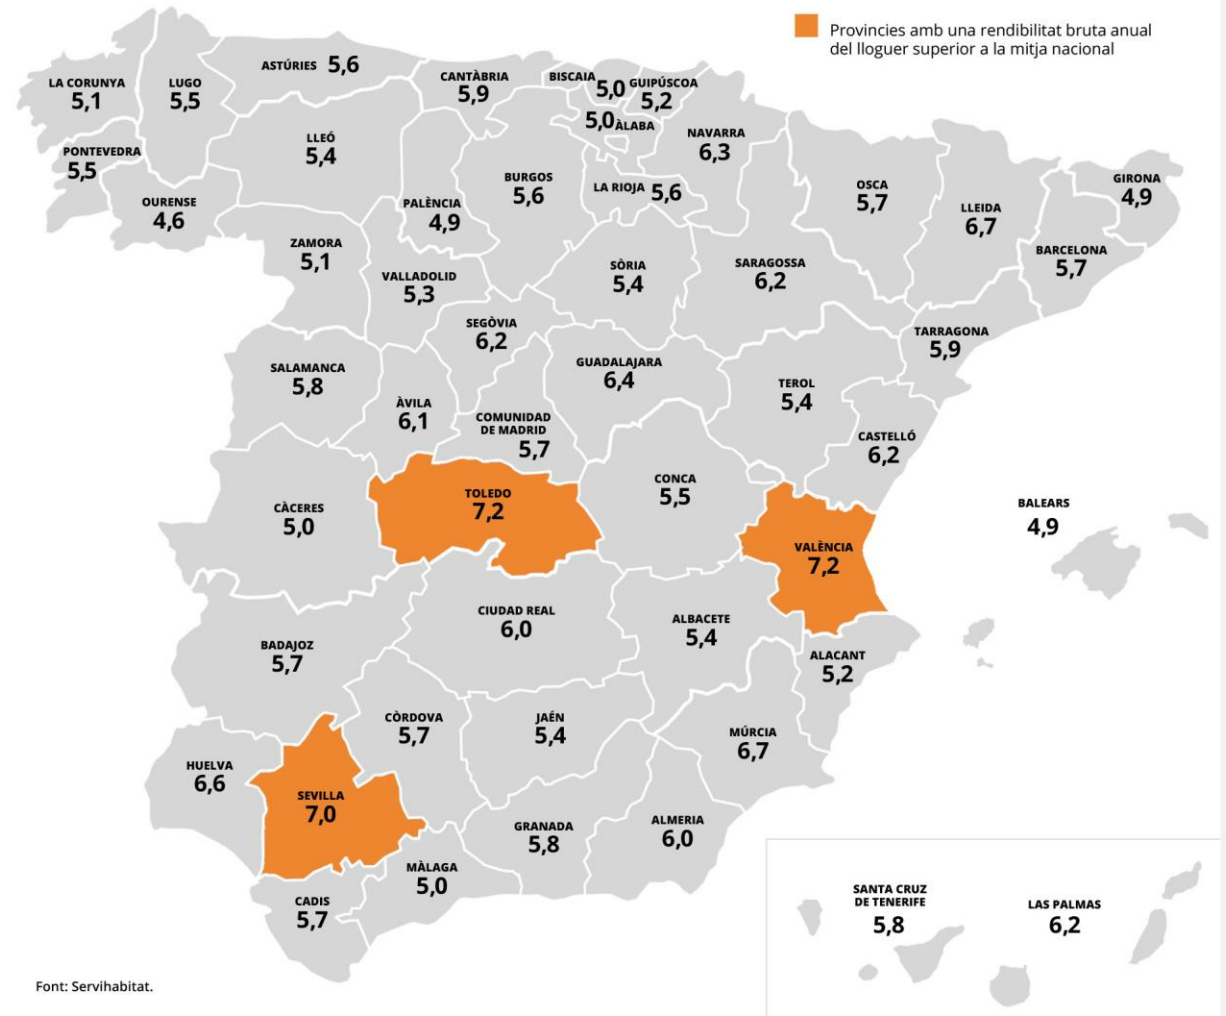 Provincies amb una rendibilitat bruta anual
del lloguer superior a la mitja nacional
LA CORUNYA
5,1
LUGO
5,5
ASTÚRIES 5,6
CANTÀBRIA
5,9
BISCAIA
5,0
GUIPÚSCOA
5,2
5,0 ÀLABA
NAVARRA
6,3
PONTEVEDRA
5,5
OURENSE
4,6
LLEÓ
5,4
PALÈNCIA
4,9
BURGOS
5,6
LA RIOJA 5,6
OSCA
5,7
LLEIDA
6,7
GIRONA
4,9
BARCELONA
5,7
ZAMORA
5,1
VALLADOLID
5,3
SÒRIA
5,4
SARAGOSSA
6,2
TARRAGONA
5,9
SEGÒVIA
6,2
SALAMANCA
5,8
ÀVILA
6,1
GUADALAJARA
6,4
TEROL
5,4
COMUNIDAD
DE MADRID
5,7
CASTELLÓ
6,2
CÀCERES
5,0
TOLEDO
7,2
CONCA
5,5
VALÈNCIA
7,2
BALEARS
4,9
BADAJOZ
5,7
CIUDAD REAL
6,0
ALBACETE
5,4
ALACANT
5,2
HUELVA
6,6
SEVILLA
7,0
CÒRDOVA
5,7
JAÉN
5,4
MÚRCIA
6,7
GRANADA
5,8
ALMERIA
6,0
MÀLAGA
5,0
CADIS
5,7
SANTA CRUZ
DE TENERIFE
5,8
LAS PALMAS
6,2
Font: Servihabitat.